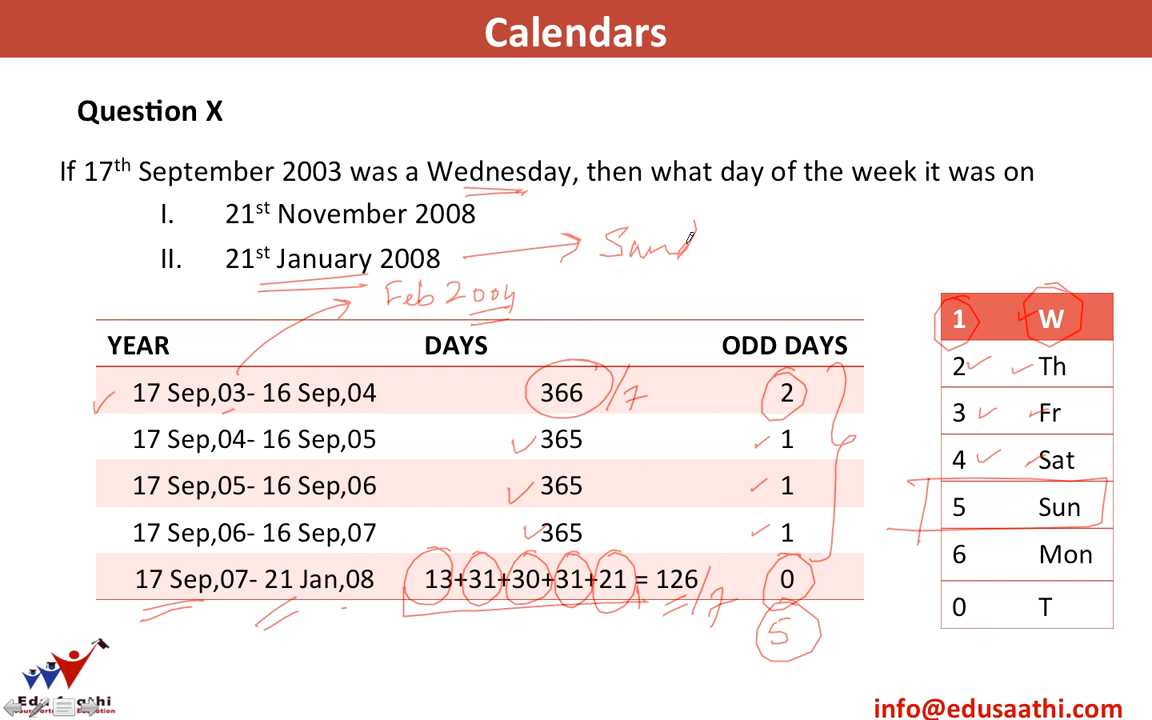 Calendars
Question X
If 17th September 2003 was a Wednesday, then what day of the week it was on
I. 21st November 2008
II. 21st January 2008
Sund
Feb 2004
YEAR DAYS ODD DAYS
17 Sep,03- 16 Sep,04 366 /7 2
17 Sep,04- 16 Sep,05 365 1
17 Sep,05- 16 Sep,06 365 1
17 Sep,06- 16 Sep,07 365 1
17 Sep,07- 21 Jan,08 13+31+30+31+21 = 126 /7 0
5
1 W
2 Th
3 Fr
4 Sat
5 Sun
6 Mon
0 T
info@edusaathi.com